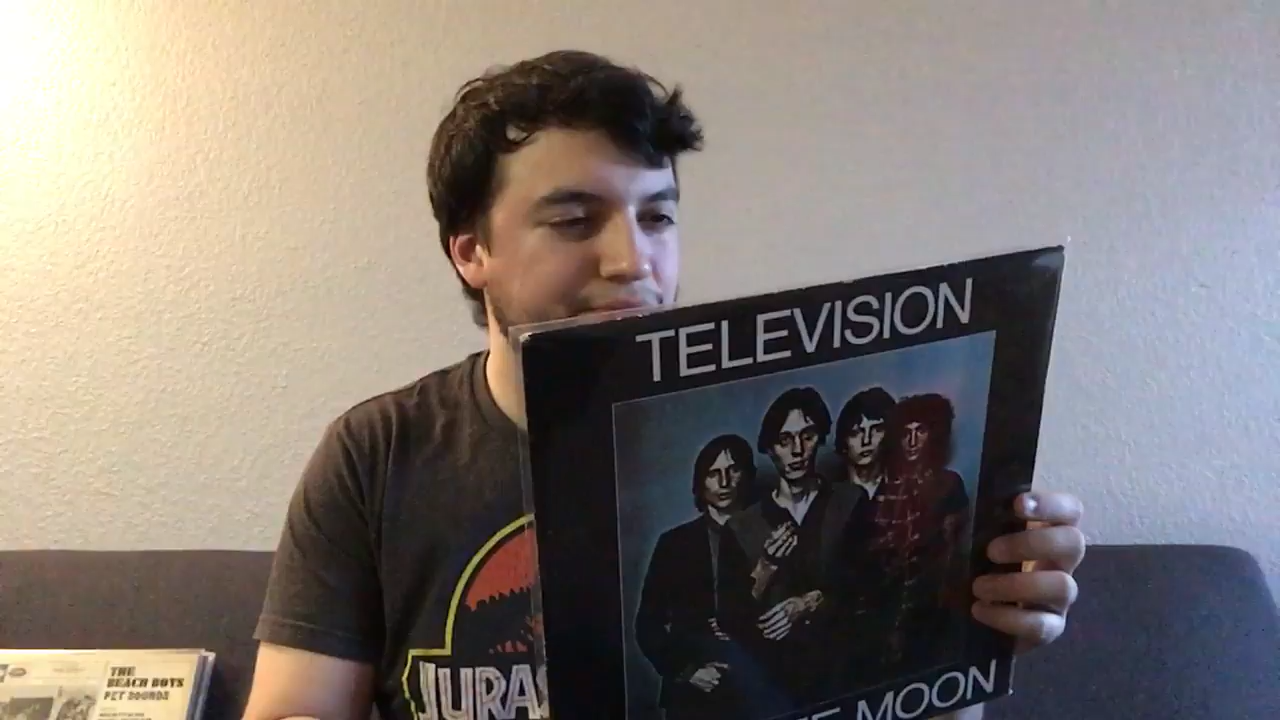 TELEVISION
MOON
JURAS
THE
BEACH BOYS
PET SOUNDS